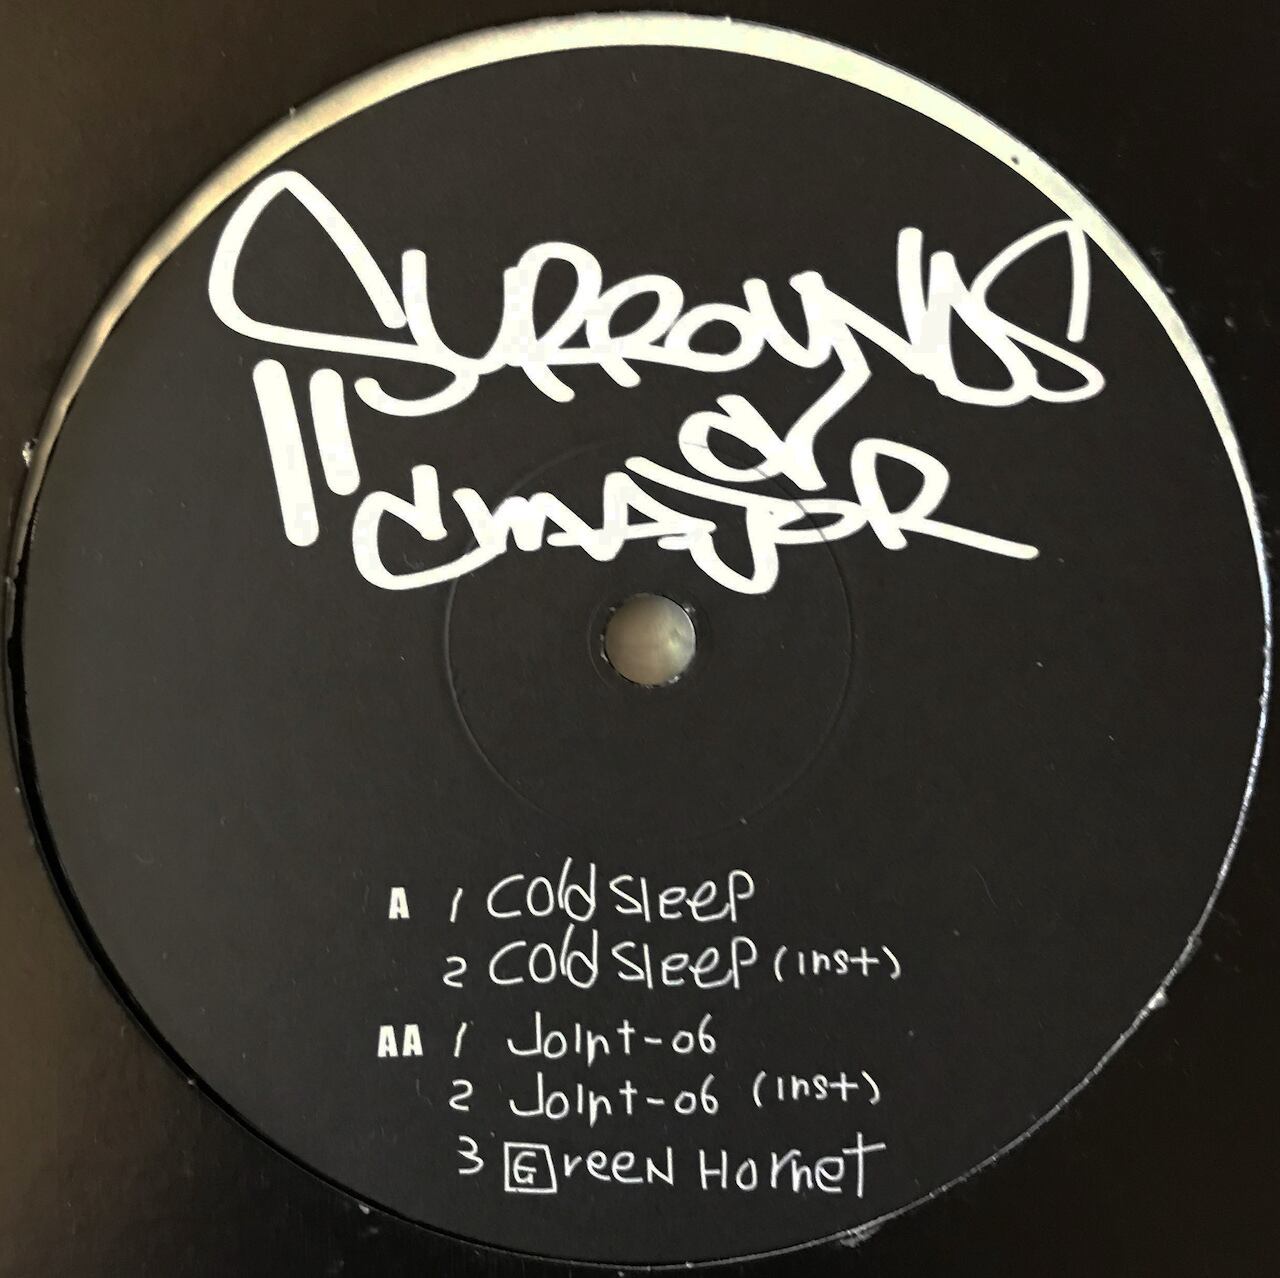 SURROUNDS
OF
CMAJOR
A 1 Cold Sleep
2 Cold Sleep (inst)
AA 1 Joint-06
2 Joint-06 (inst)
3 Green Hornet